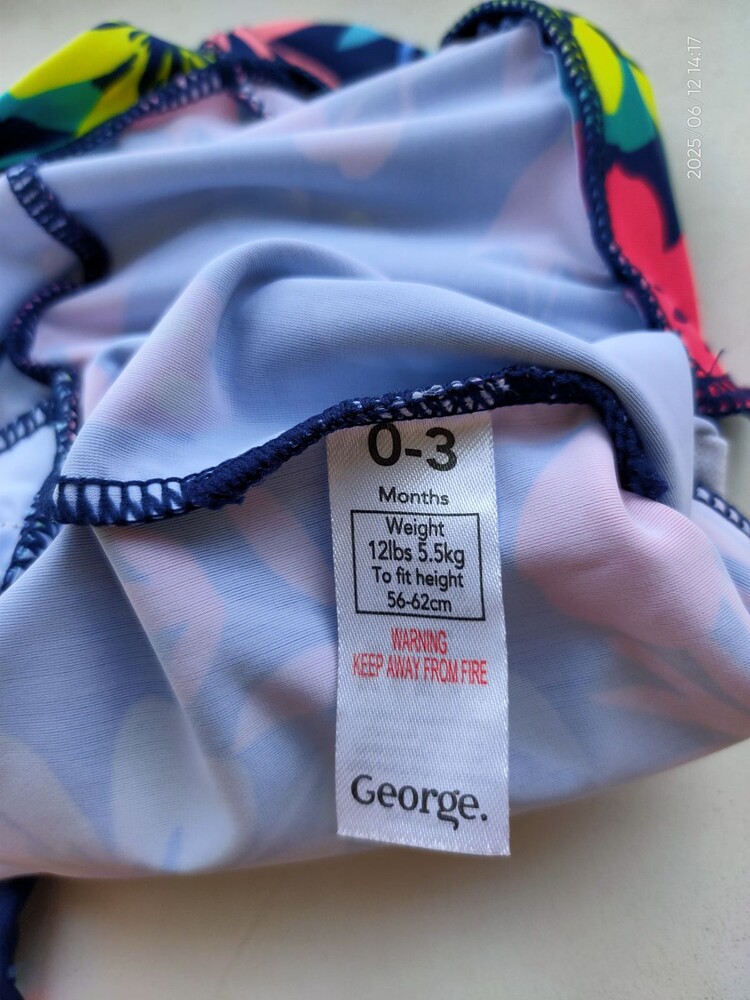 2025 06 12 14:17
0-3
Months
Weight
12lbs 5.5kg
To fit height
56-62cm
WARNING
KEEP AWAY FROM FIRE
George.